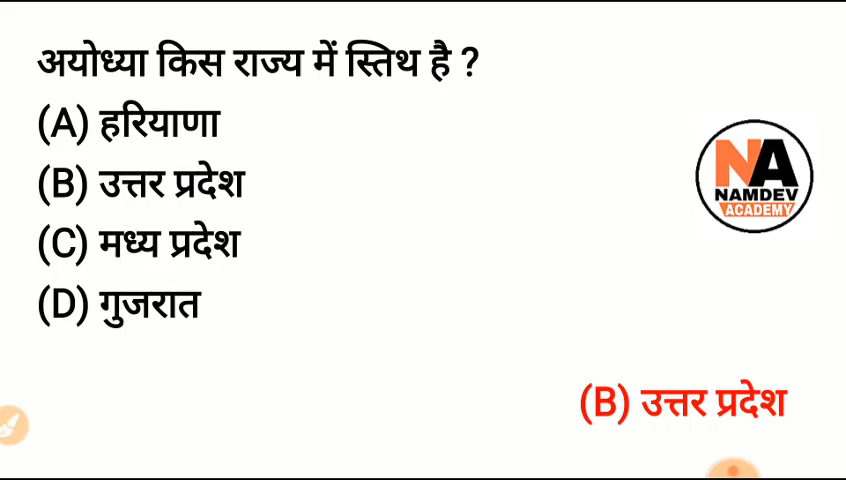 अयोध्या किस राज्य में स्तिथ है ?
(A) हरियाणा
(B) उत्तर प्रदेश
(C) मध्य प्रदेश
(D) गुजरात
NA
NAMDEV
ACADEMY
(B) उत्तर प्रदेश